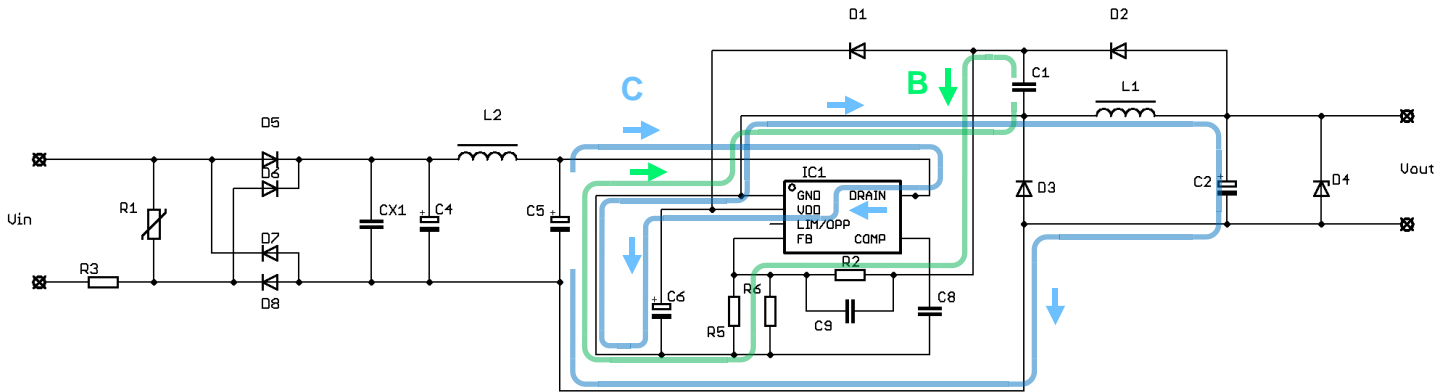 D1
D2
C
B
C1
L1
L2
D5
D6
IC1
GND
DRAIN
VDD
LIM/OPP
FB
COMP
D3
C2
D4
Vout
Vin
R1
CX1
C4
+
C5
+
+
D7
R3
D8
R2
R6
C6
+
C8
R5
C9